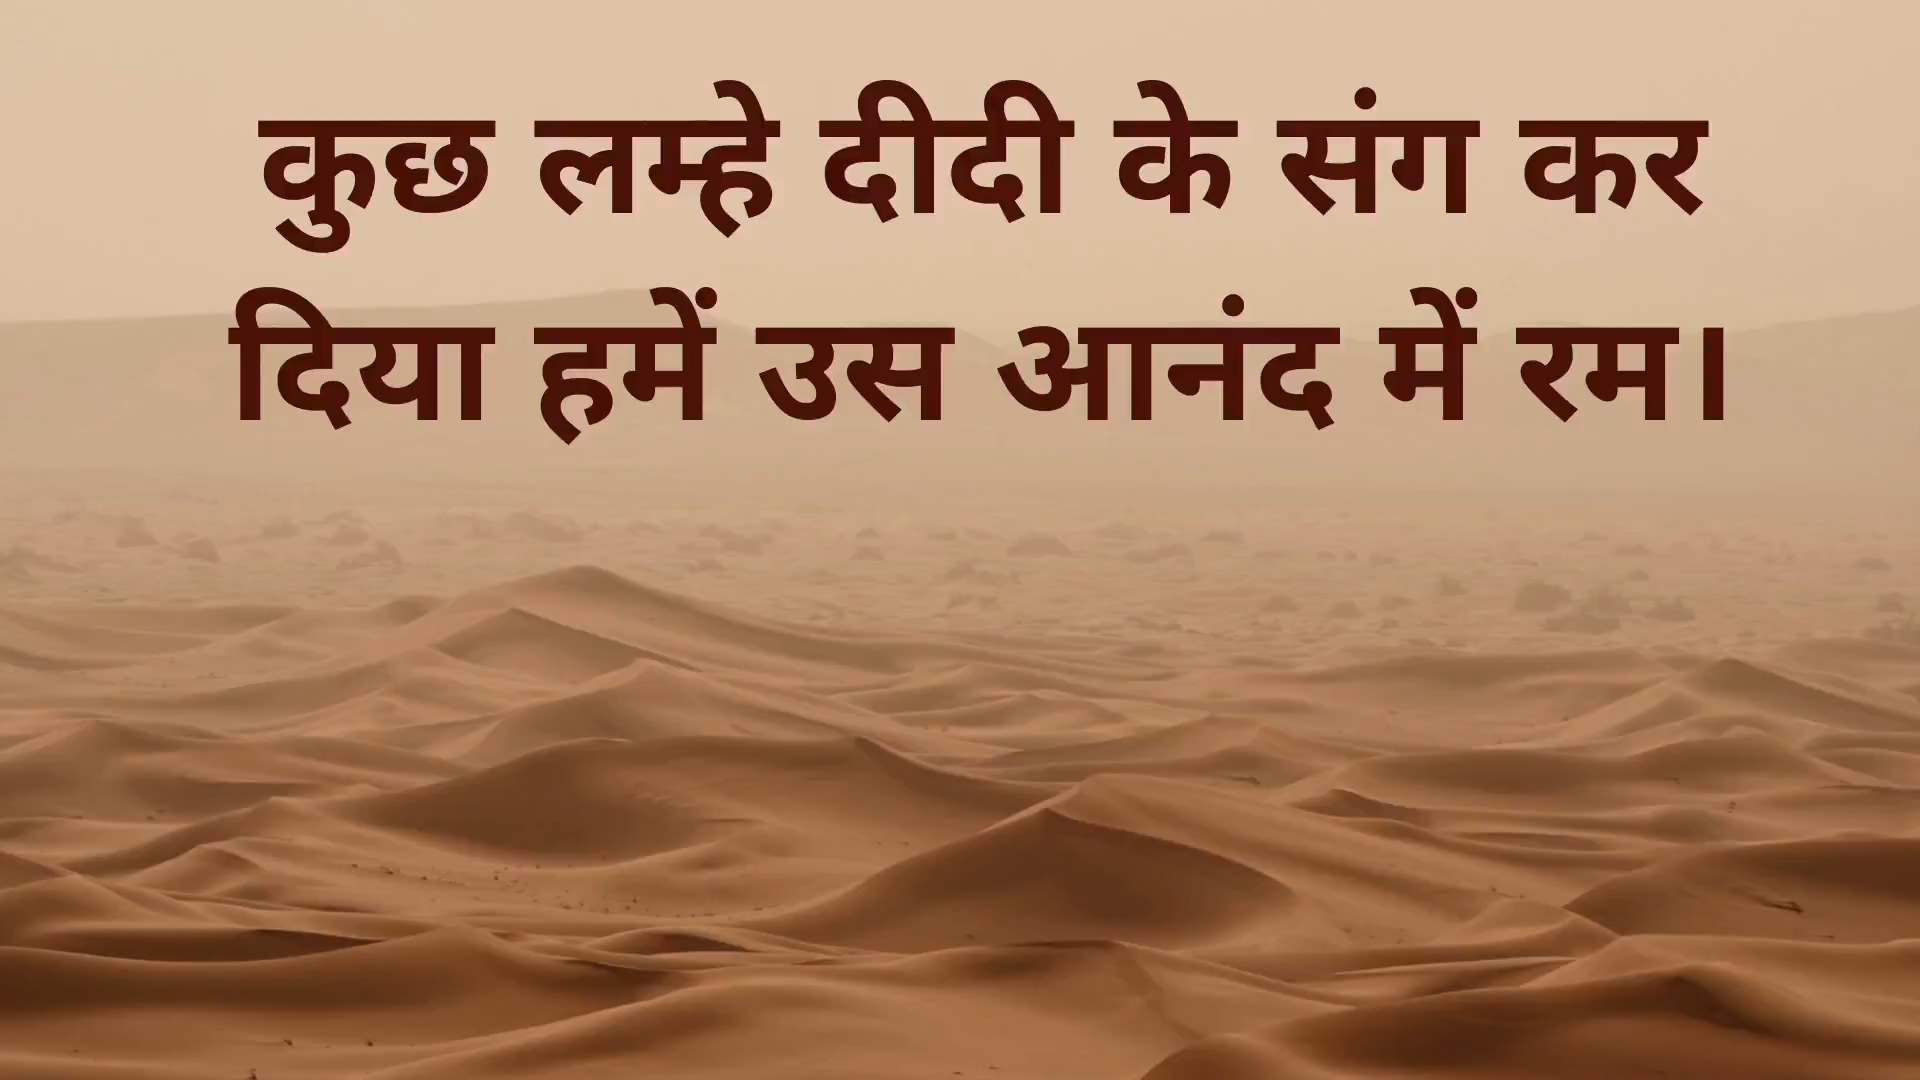 कुछ लम्हे दीदी के संग कर
दिया हमें उस आनंद में रम।